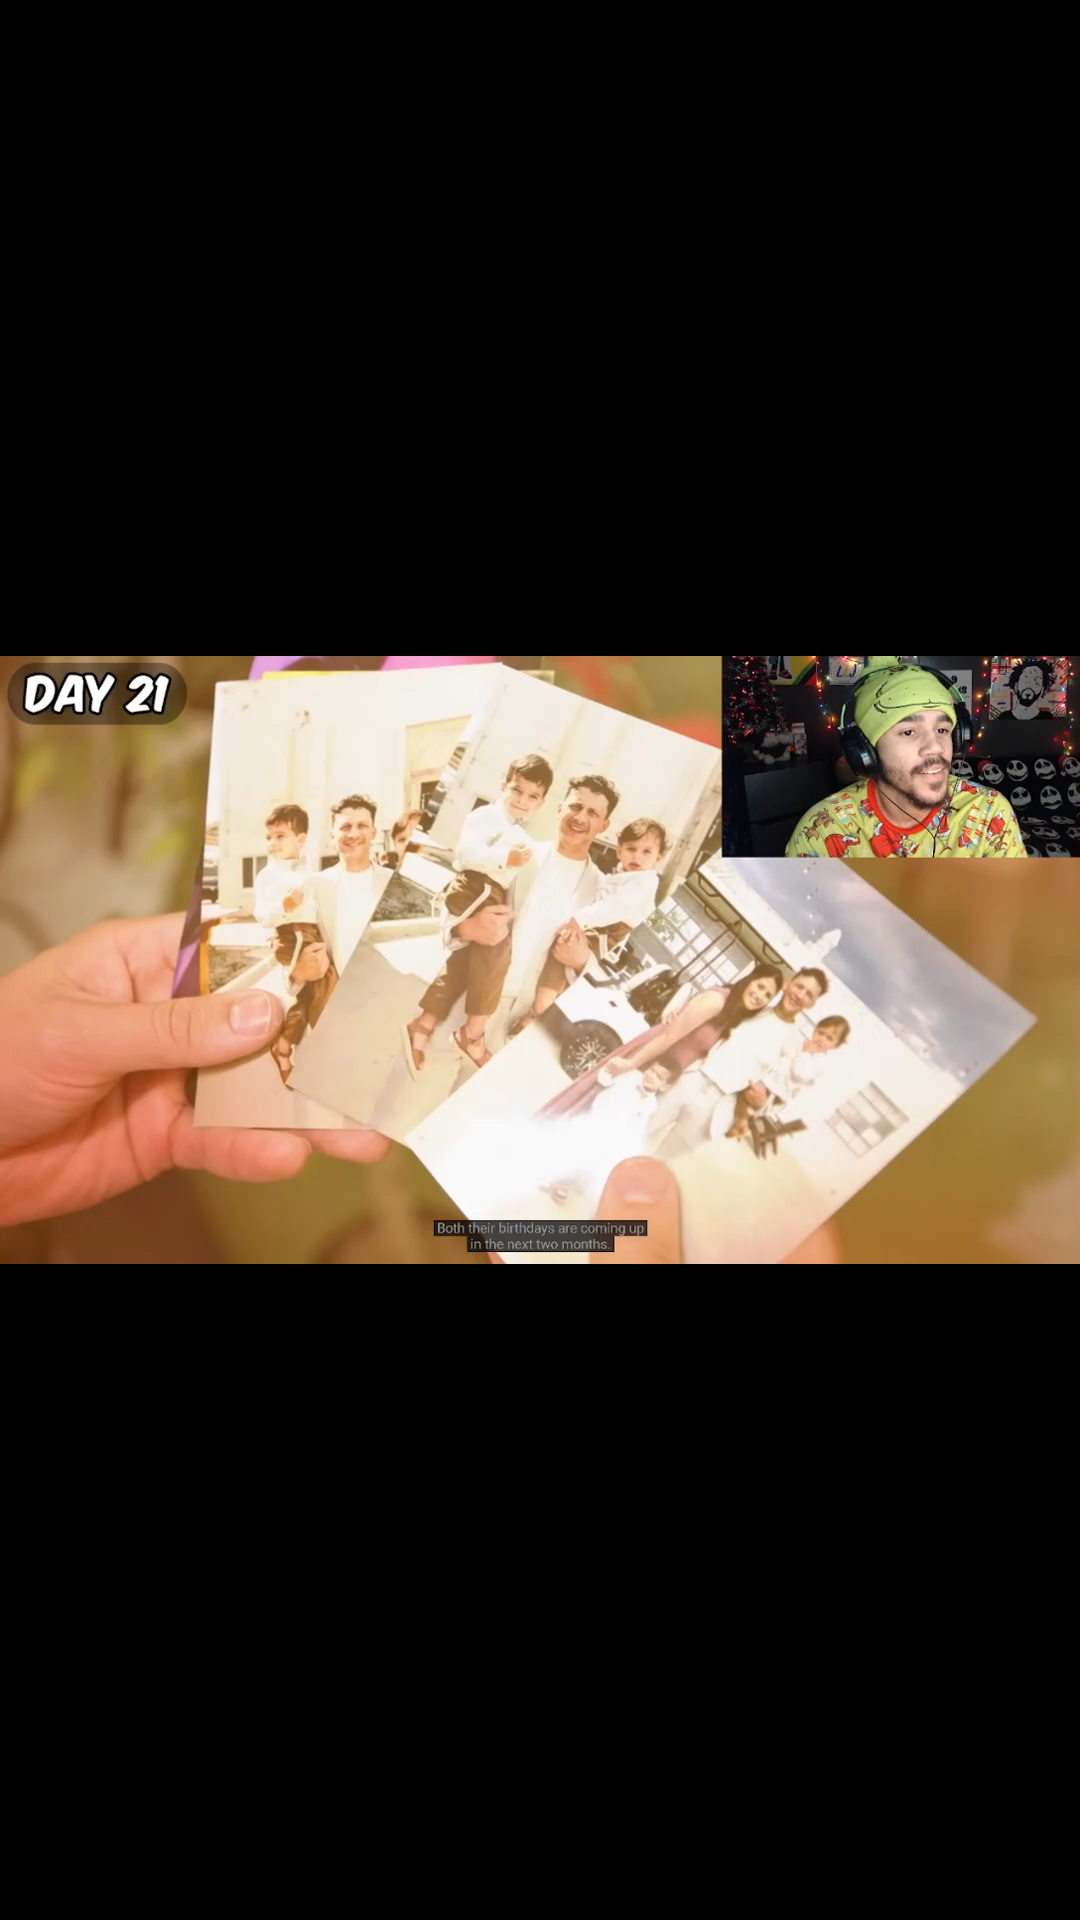 DAY 21
Both their birthdays are coming up
in the next two months.